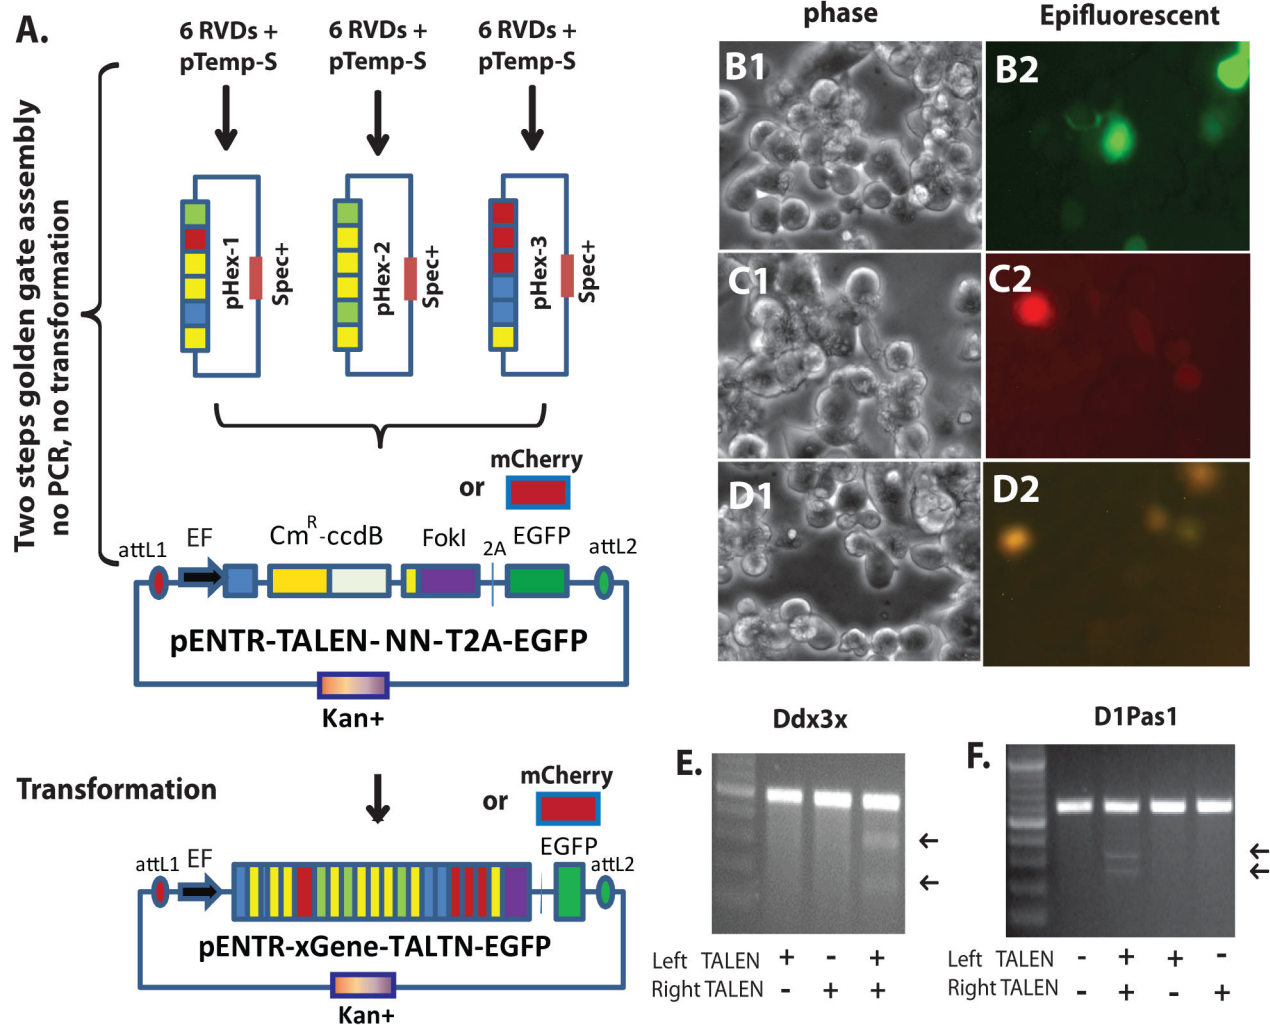 A.
6 RVDs +
pTemp-S
6 RVDs +
pTemp-S
6 RVDs +
pTemp-S
Two steps golden gate assembly
no PCR, no transformation
pHex-1
Spec+
pHex-2
Spec+
pHex-3
Spec+
mCherry
or
attL1
EF
CmR-ccdB
FokI
2A
EGFP
attL2
pENTR-TALEN-NN-T2A-EGFP
Kan+
Transformation
mCherry
or
EGFP
attL1
EF
attL2
pENTR-xGene-TALTN-EGFP
Kan+
phase
Epifluorescent
B1
B2
C1
C2
D1
D2
Ddx3x
E.
Left TALEN + - +
Right TALEN - + +
D1Pas1
F.
Left TALEN - + + -
Right TALEN - + - +